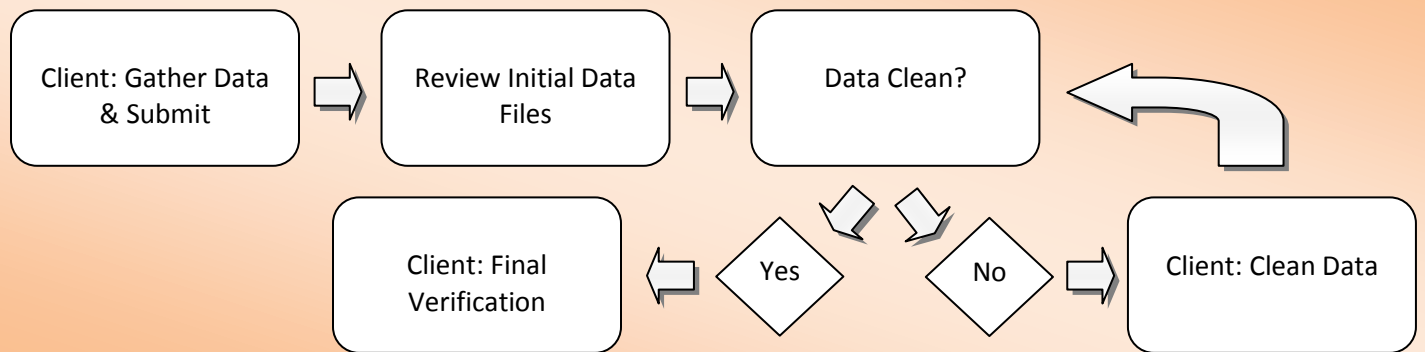 Client: Gather Data
& Submit
Review Initial Data
Files
Data Clean?
Client: Final
Verification
Yes
No
Client: Clean Data